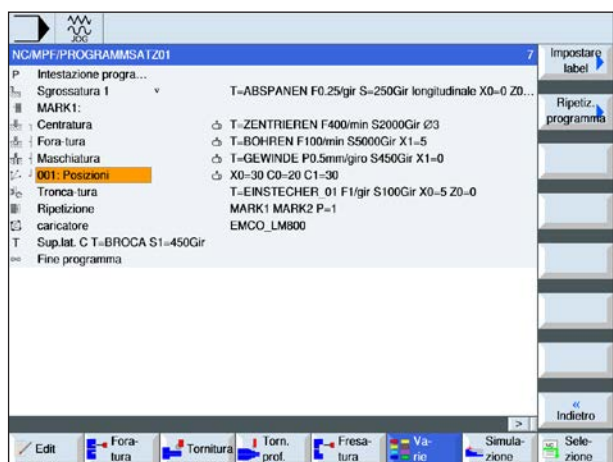 JOG
NC/MPF/PROGRAMMSATZ01 7
P Intestazione progra...
Sgrossatura 1 v T=ABSPANEN F0.25/gir S=250Gir longitudinale X0=0 Z0...
MARK1:
Centratura T=ZENTRIEREN F400/min S2000Gir Ø3
Fora-tura T=BOHREN F100/min S5000Gir X1=5
Maschiatura T=GEWINDE P0.5mm/giro S450Gir X1=0
001: Posizioni X0=30 C0=20 C1=30
Tronca-tura T=EINSTECHER_01 F1/gir S100Gir X0=5 Z0=0
Ripetizione MARK1 MARK2 P=1
caricatore EMCO_LM800
T Sup.lat. C T=BROCA S1=450Gir
END Fine programma
Impostare
label
Ripetiz.
programma
«
Indietro
>
Edit
Fora-
tura
Tornitura
Torn.
prof.
Fresa-
tura
Va-
rie
Simula-
zione
NC
Sele-
zione